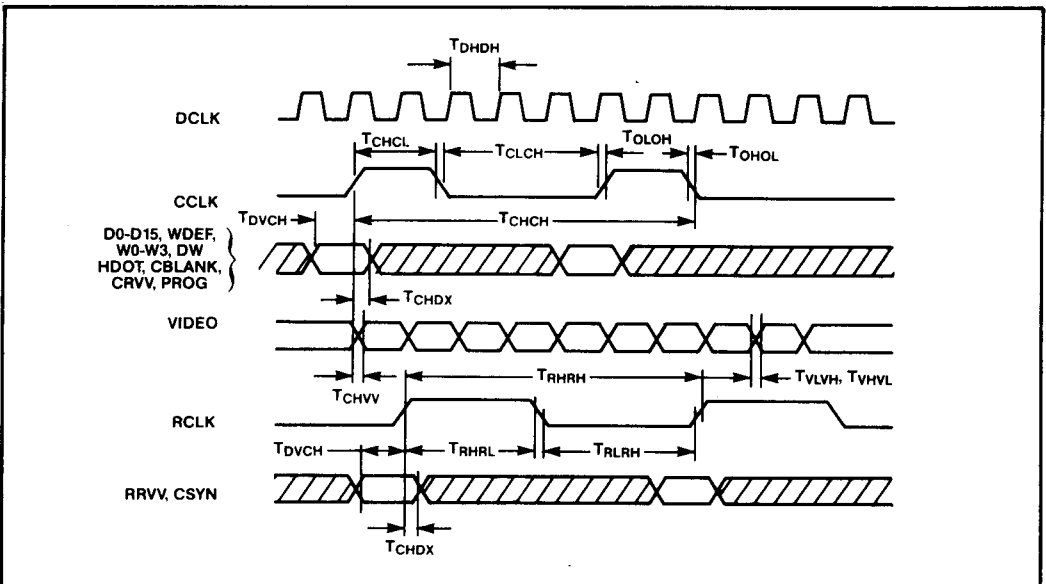 TDHDH
DCLK
TCHCL
TCLCH
TOLOH
TOHOL
CCLK
TDVCH
TCHCH
D0-D15, WDEF,
W0-W3, DW
HDOT, CBLANK,
CRVV, PROG
TCHDX
VIDEO
TCHVV
TRHRH
TVLVH, TVHVL
RCLK
TDVCH
TRHRL
TRLRH
RRVV, CSYN
TCHDX